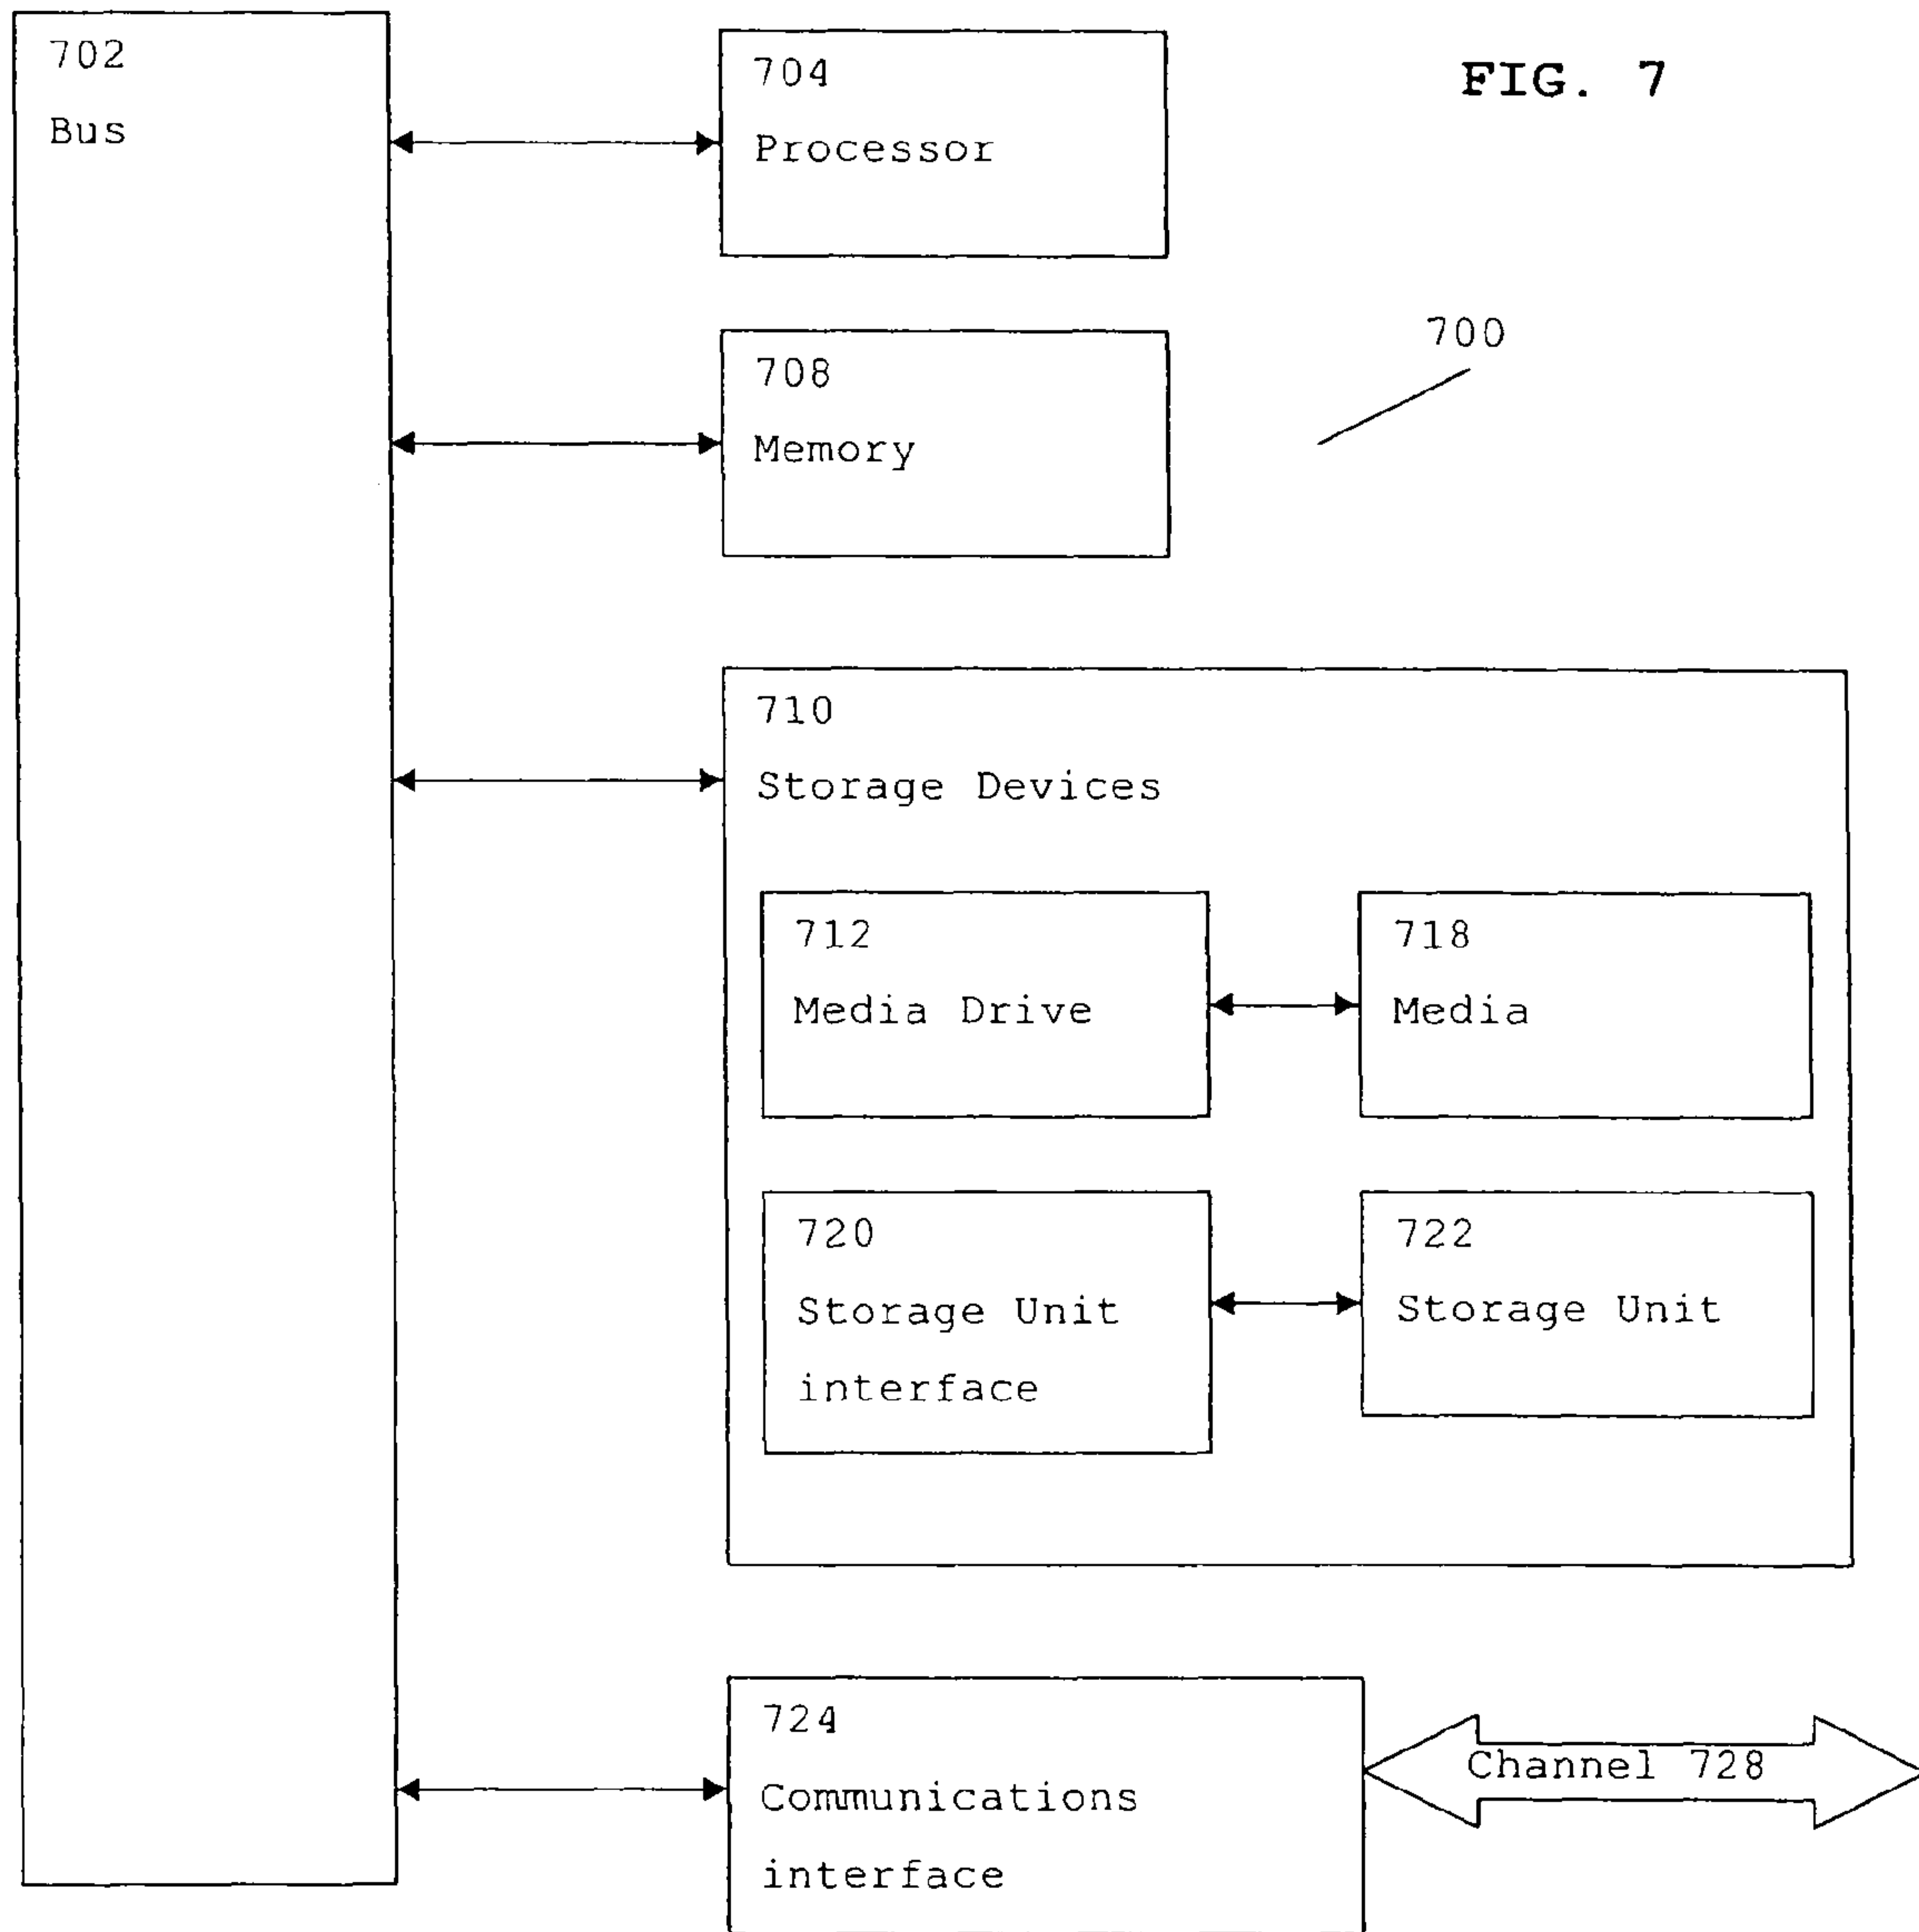 702
Bus
704
Processor
FIG. 7
700
708
Memory
710
Storage Devices
712
Media Drive
718
Media
720
Storage Unit
interface
722
Storage Unit
724
Communications
interface
Channel 728